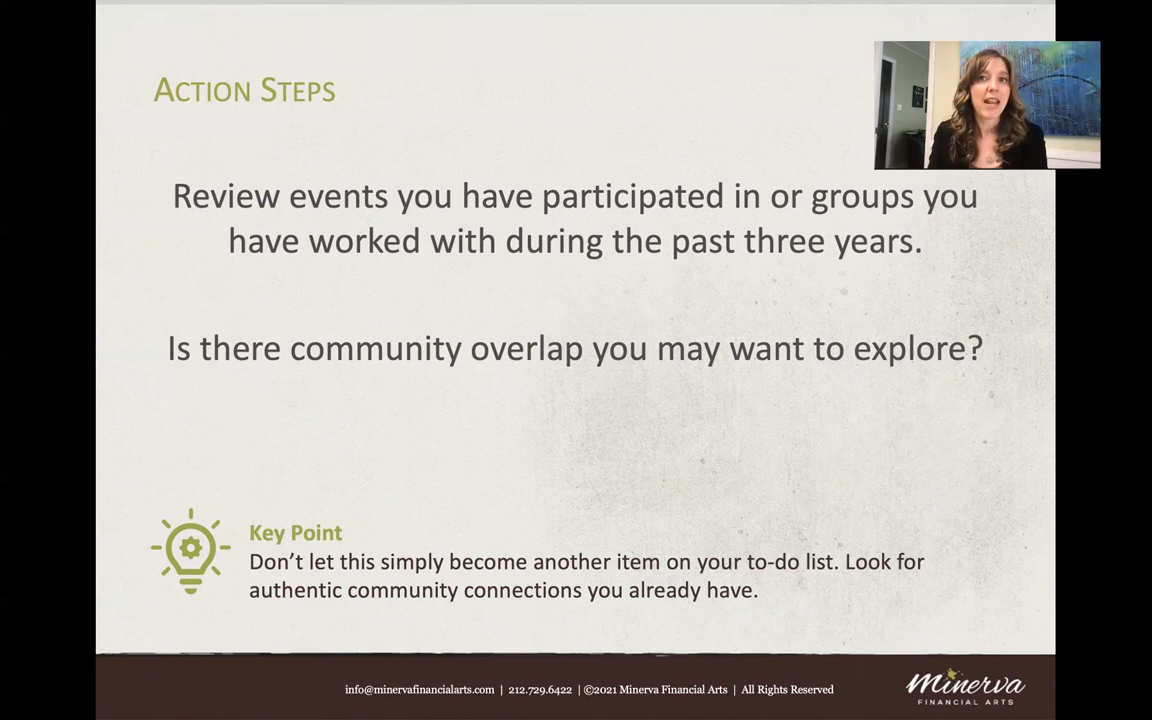 Action Steps
Review events you have participated in or groups you
have worked with during the past three years.
Is there community overlap you may want to explore?
Key Point
Don’t let this simply become another item on your to-do list. Look for
authentic community connections you already have.
info@minervafinancialarts.com | 212.729.6422 | ©2021 Minerva Financial Arts | All Rights Reserved
Minerva
FINANCIAL ARTS